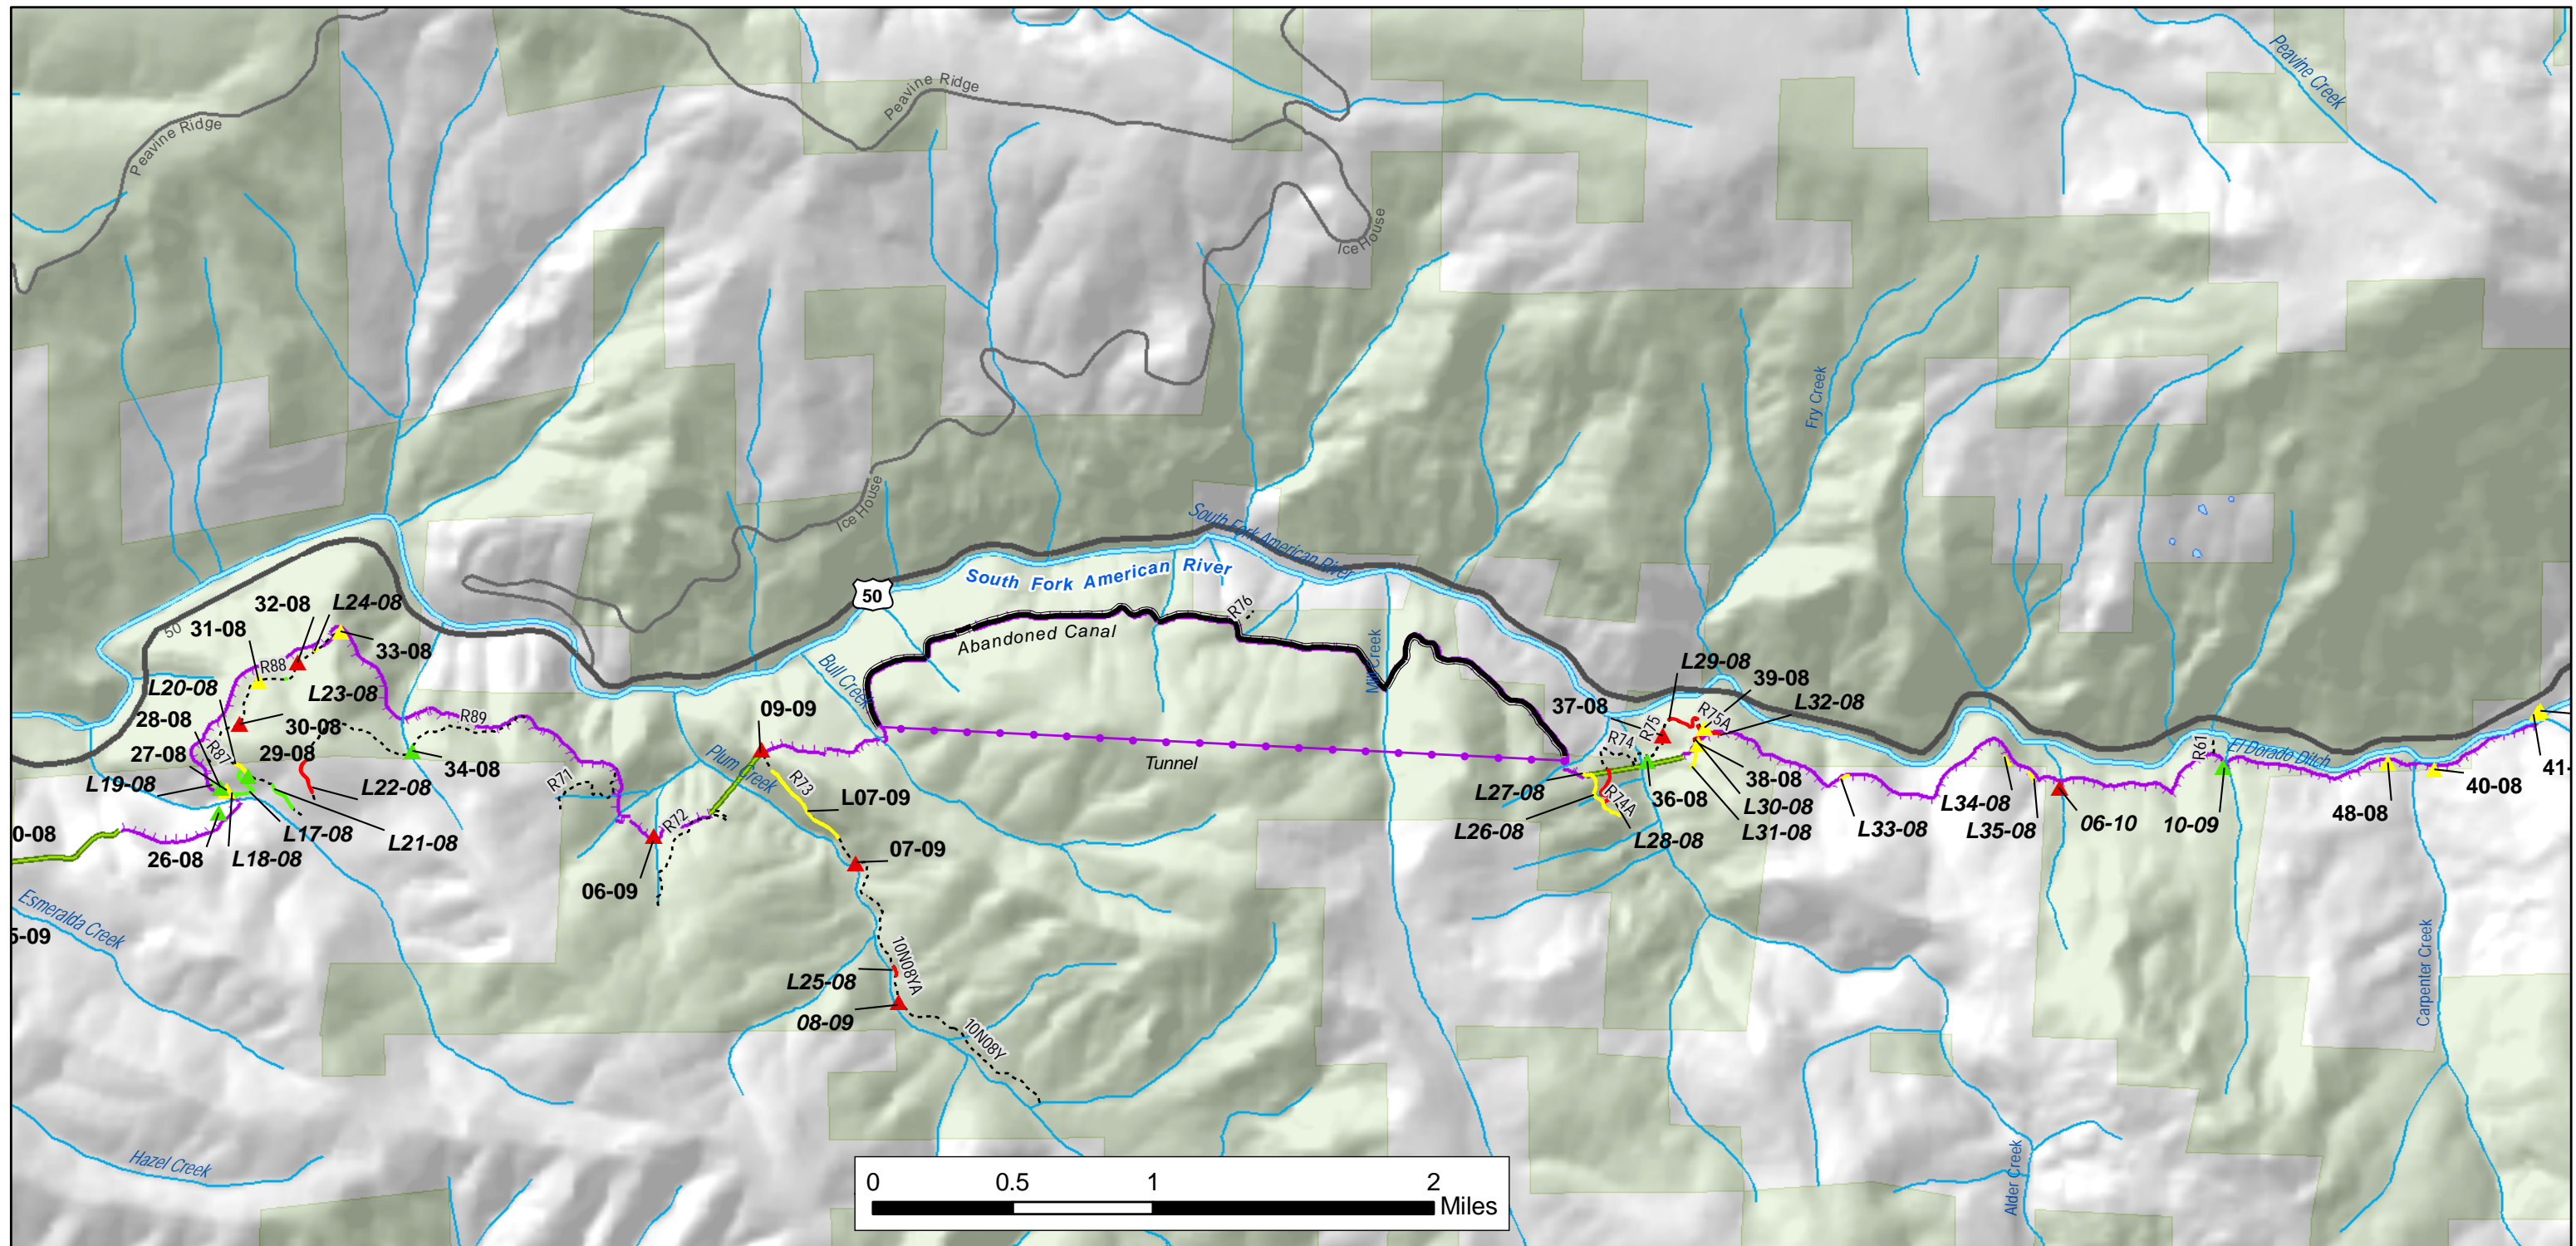 Peavine Creek
Peavine Ridge
Peavine Ridge
Ice House
Fry Creek
Ice House
South Fork American River
South Fork American River
50
50
R76
Abandoned Canal
Mill Creek
32-08
L24-08
31-08
33-08
R88
L20-08
L23-08
28-08
30-08
R89
27-08
R87
29-08
L19-08
L22-08
34-08
0-08
26-08
L18-08
L17-08
L21-08
R71
R72
06-09
Bull Creek
09-09
Plum Creek
R73
L07-09
07-09
Tunnel
L29-08
39-08
37-08
L32-08
R75
R75A
R74
L27-08
R74A
36-08
38-08
L30-08
L26-08
L28-08
L31-08
L33-08
L34-08
L35-08
06-10
10-09
R61
El Dorado Ditch
48-08
40-08
41-
Esmeralda Creek
5-09
10N08YA
L25-08
08-09
10N08Y
Carpenter Creek
Alder Creek
Hazel Creek
0 0.5 1 2
Miles